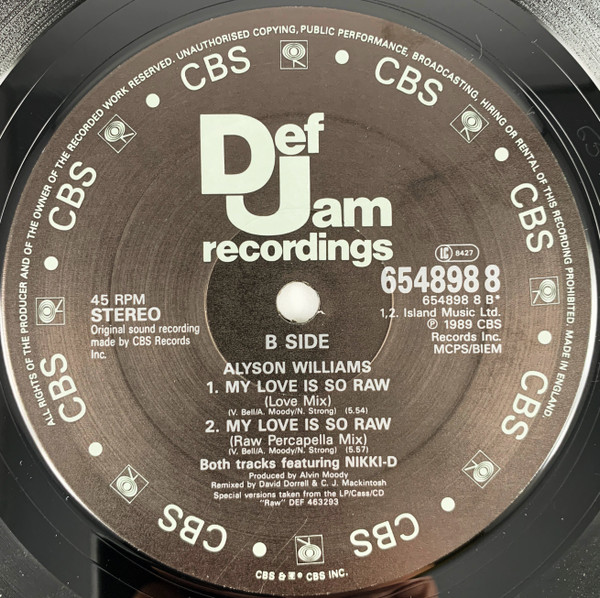 ALL RIGHTS OF THE PRODUCER AND OF THE OWNER OF THE RECORDED WORK RESERVED. UNAUTHORISED COPYING, PUBLIC PERFORMANCE, BROADCASTING, HIRING OR RENTAL OF THIS RECORDING PROHIBITED. MADE IN ENGLAND.
CBS
CBS
CBS
CBS
CBS
CBS
CBS
CBS
CBS
Def
Jam
recordings
LC 8427
654898 8
654898 8 B*
1,2. Island Music Ltd.
℗ 1989 CBS
Records Inc.
MCPS/BIEM
45 RPM
STEREO
Original sound recording
made by CBS Records
Inc.
B SIDE
ALYSON WILLIAMS
1. MY LOVE IS SO RAW
(Love Mix)
(V. Bell/A. Moody/N. Strong) (5.54)
2. MY LOVE IS SO RAW
(Raw Percapella Mix)
(V. Bell/A. Moody/N. Strong) (5.57)
Both tracks featuring NIKKI-D
Produced by Alvin Moody
Remixed by David Dorrell & C. J. Mackintosh
Special versions taken from the LP/Cass/CD
"Raw" DEF 463293
CBS & ® CBS INC.